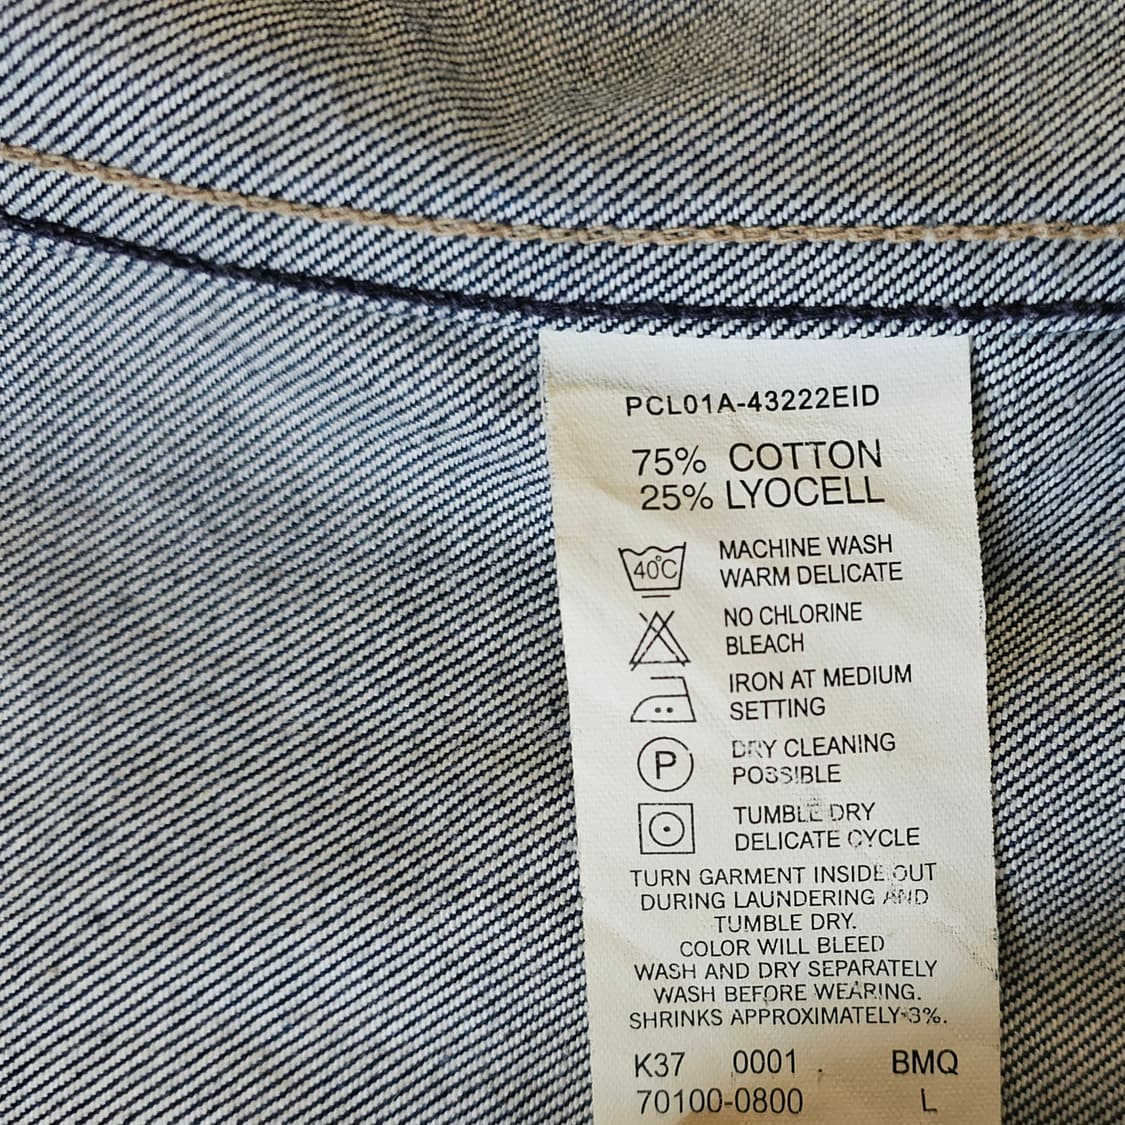 PCL01A-43222EID
75% COTTON
25% LYOCELL
40°C MACHINE WASH
WARM DELICATE
NO CHLORINE
BLEACH
IRON AT MEDIUM
SETTING
P DRY CLEANING
POSSIBLE
TUMBLE DRY
DELICATE CYCLE
TURN GARMENT INSIDE OUT
DURING LAUNDERING AND
TUMBLE DRY.
COLOR WILL BLEED
WASH AND DRY SEPARATELY
WASH BEFORE WEARING.
SHRINKS APPROXIMATELY 3%.
K37 0001 . BMQ
70100-0800 L